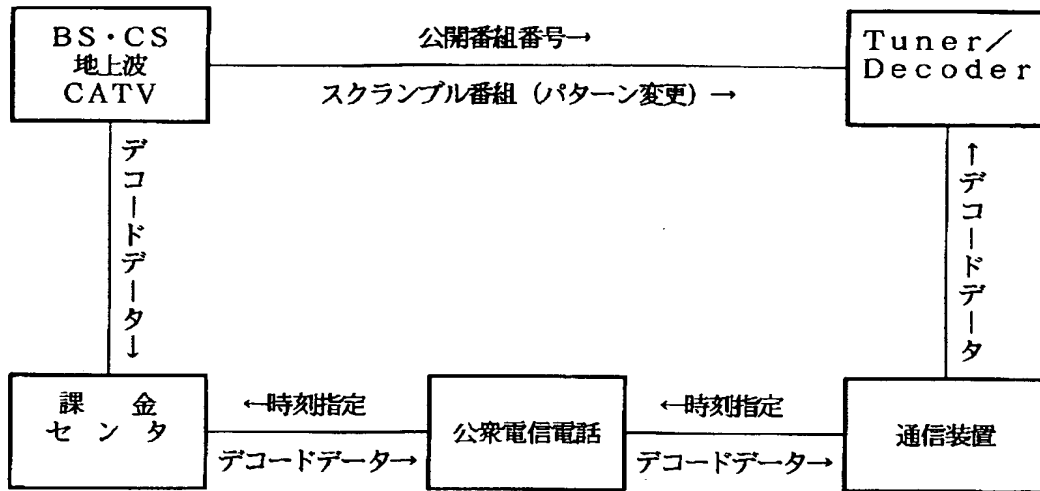 BS・CS
地上波
CATV
公開番組番号→
スクランブル番組（パターン変更）→
Tuner／
Decoder
デコードデータ↓
↑デコードデータ
課　金
センタ
←時刻指定
デコードデータ→
公衆電信電話
←時刻指定
デコードデータ→
通信装置